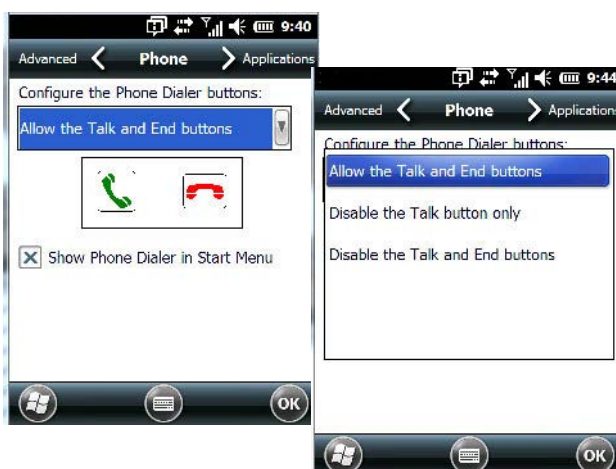 9:40
Advanced Phone Applications
Configure the Phone Dialer buttons:
Allow the Talk and End buttons
Show Phone Dialer in Start Menu
OK
9:44
Advanced Phone Application
Configure the Phone Dialer buttons:
Allow the Talk and End buttons
Disable the Talk button only
Disable the Talk and End buttons
OK